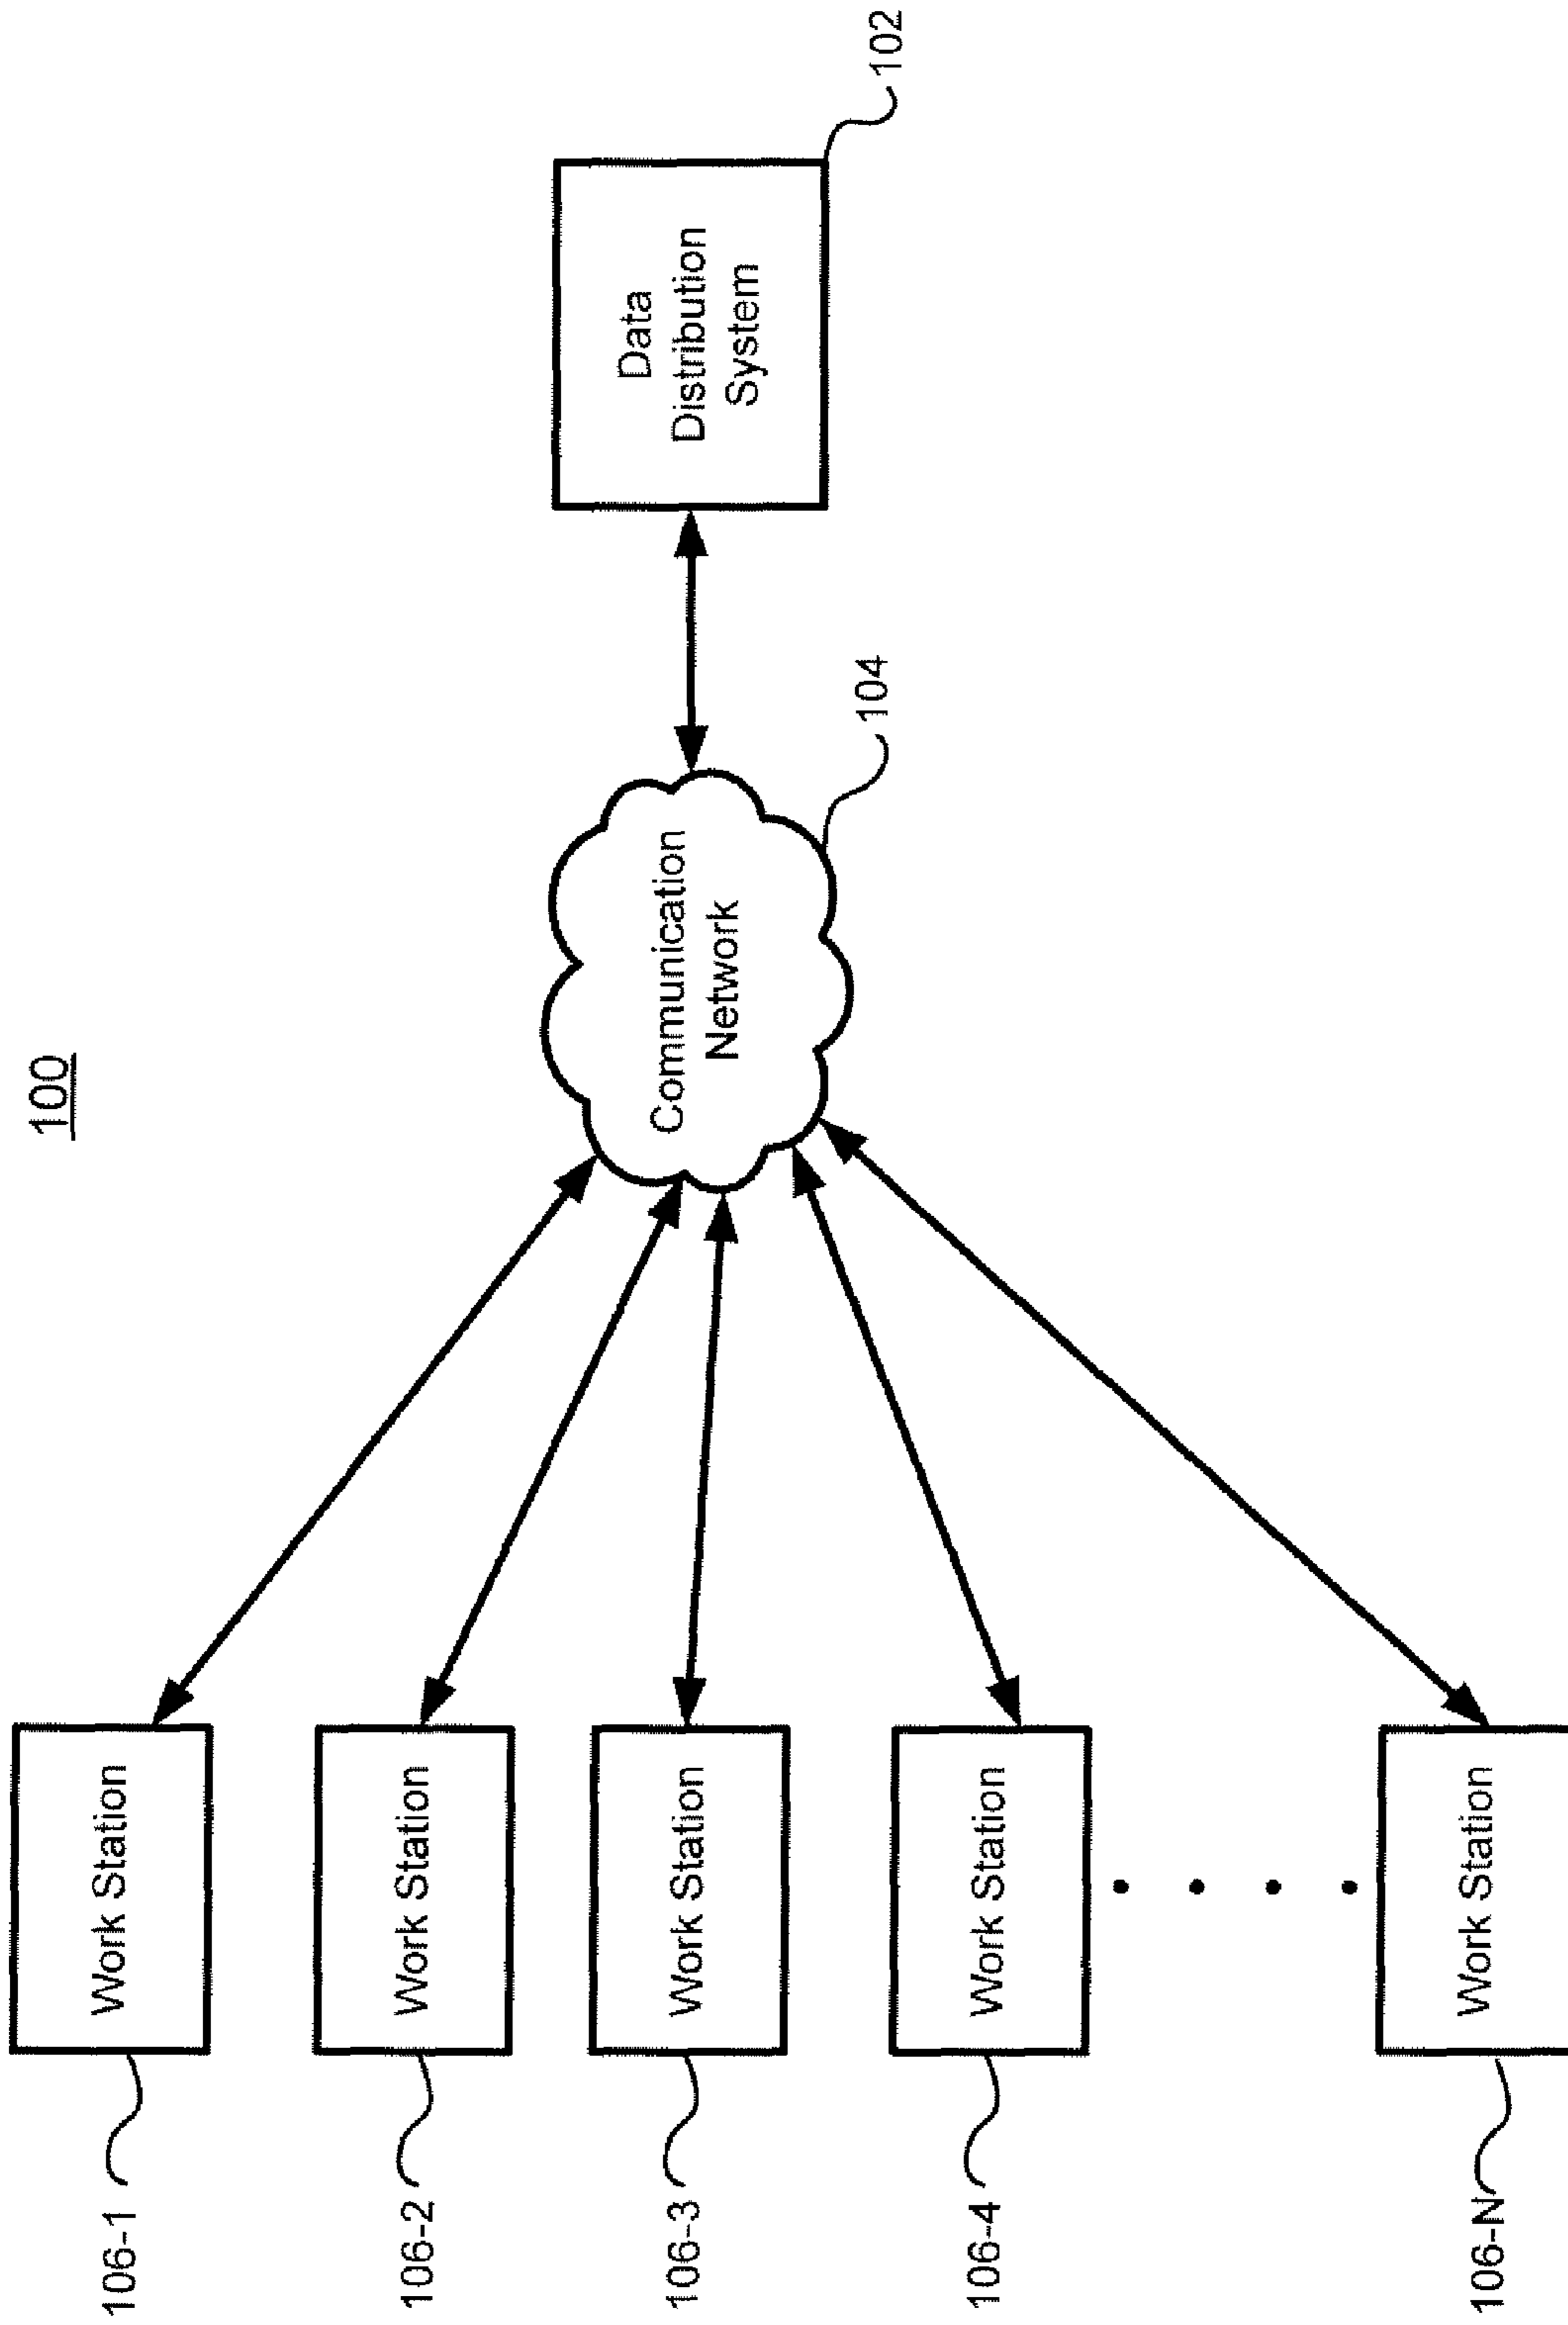 100
106-1
Work Station
106-2
Work Station
106-3
Work Station
106-4
Work Station
106-N
Work Station
Communication
Network
104
Data
Distribution
System
102